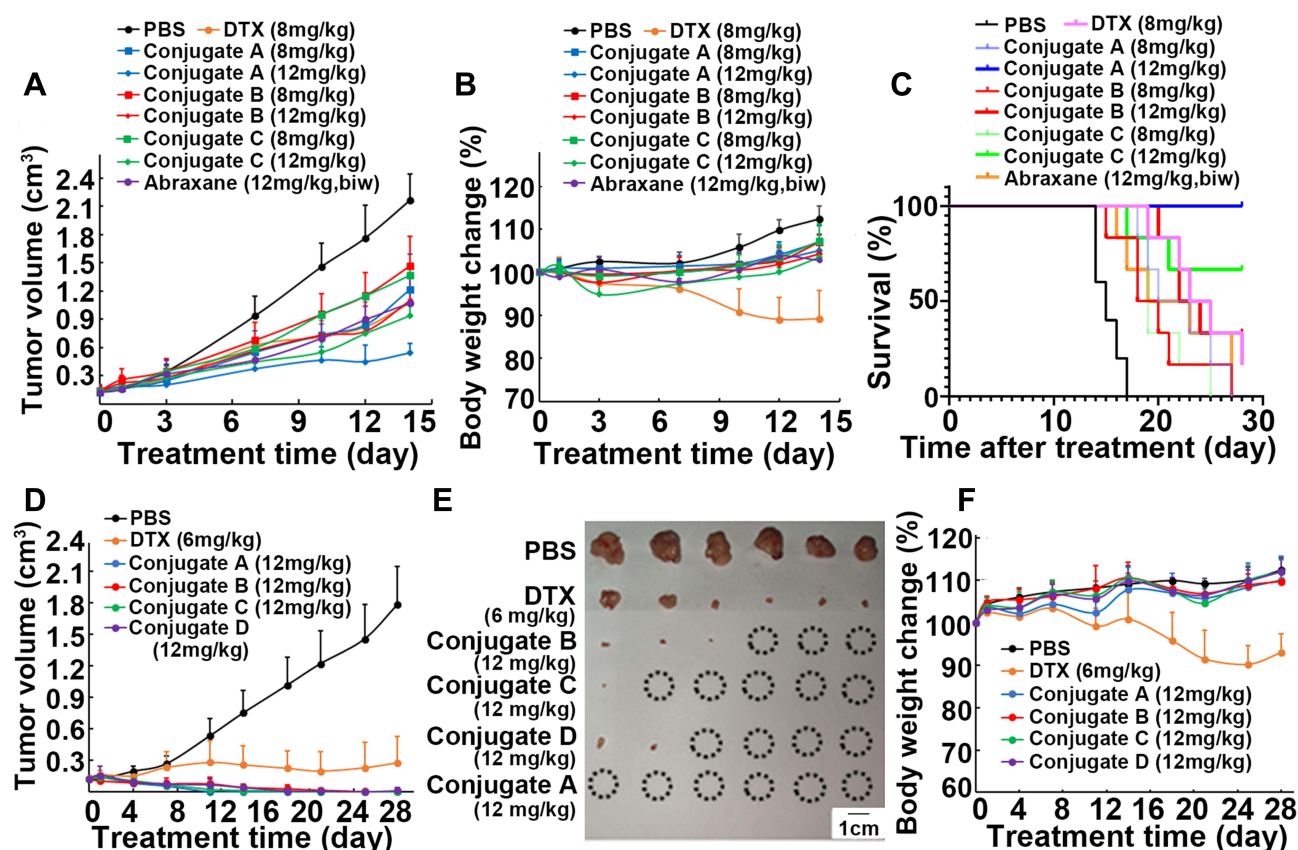 A
PBS DTX (8mg/kg)
Conjugate A (8mg/kg)
Conjugate A (12mg/kg)
Conjugate B (8mg/kg)
Conjugate B (12mg/kg)
Conjugate C (8mg/kg)
Conjugate C (12mg/kg)
Abraxane (12mg/kg,biw)
Tumor volume (cm³)
2.4
2.1
1.8
1.5
1.2
0.9
0.6
0.3
0 3 6 9 12 15
Treatment time (day)
B
PBS DTX (8mg/kg)
Conjugate A (8mg/kg)
Conjugate A (12mg/kg)
Conjugate B (8mg/kg)
Conjugate B (12mg/kg)
Conjugate C (8mg/kg)
Conjugate C (12mg/kg)
Abraxane (12mg/kg,biw)
Body weight change (%)
120
110
100
90
80
70
0 3 6 9 12 15
Treatment time (day)
C
PBS DTX (8mg/kg)
Conjugate A (8mg/kg)
Conjugate A (12mg/kg)
Conjugate B (8mg/kg)
Conjugate B (12mg/kg)
Conjugate C (8mg/kg)
Conjugate C (12mg/kg)
Abraxane (12mg/kg,biw)
Survival (%)
100
50
0
0 10 20 30
Time after treatment (day)
D
PBS
DTX (6mg/kg)
Conjugate A (12mg/kg)
Conjugate B (12mg/kg)
Conjugate C (12mg/kg)
Conjugate D
(12mg/kg)
Tumor volume (cm³)
2.4
2.1
1.8
1.5
1.2
0.9
0.6
0.3
0 4 8 12 16 20 24 28
Treatment time (day)
E
PBS
DTX
(6 mg/kg)
Conjugate B
(12 mg/kg)
Conjugate C
(12 mg/kg)
Conjugate D
(12 mg/kg)
Conjugate A
(12 mg/kg)
1cm
F
Body weight change (%)
120
110
100
90
80
70
60
PBS
DTX (6mg/kg)
Conjugate A (12mg/kg)
Conjugate B (12mg/kg)
Conjugate C (12mg/kg)
Conjugate D (12mg/kg)
0 4 8 12 16 20 24 28
Treatment time (day)